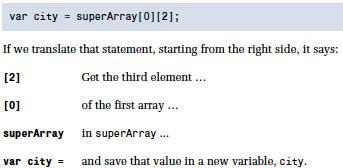 var city = superArray[0][2];
If we translate that statement, starting from the right side, it says:
[2] Get the third element ...
[0] of the first array ...
superArray in superArray ...
var city = and save that value in a new variable, city.